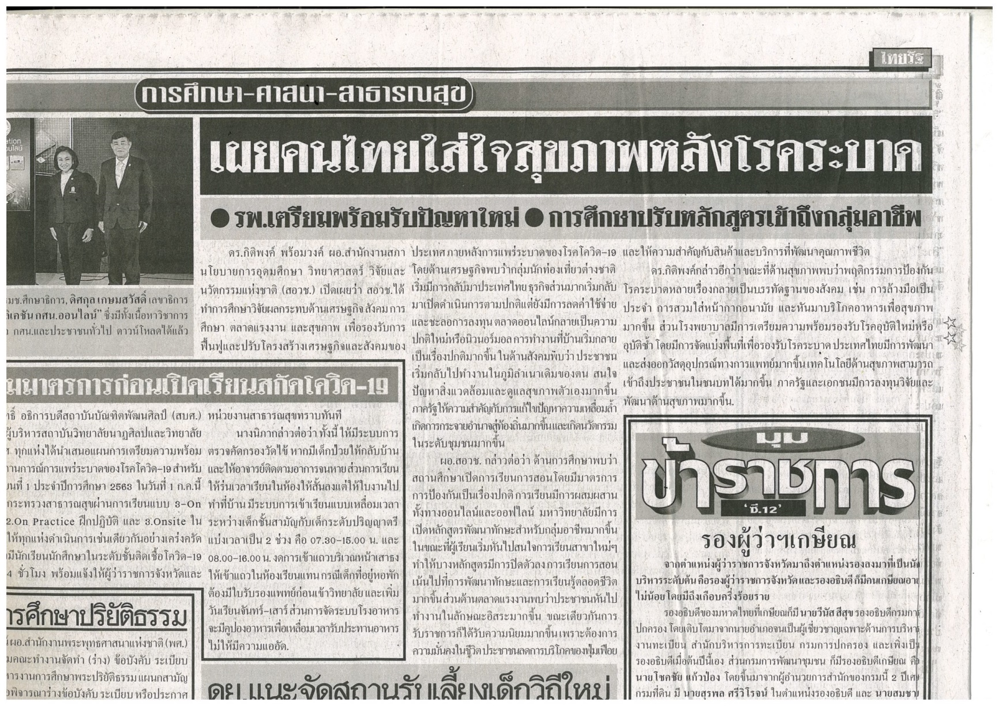 ไทยรัฐ
การศึกษา-ศาสนา-สาธารณสุข
เผยคนไทยใส่ใจสุขภาพหลังโรคระบาด
● รพ.เตรียมพร้อมรับปัญหาใหม่ ● การศึกษาปรับหลักสูตรเข้าถึงกลุ่มอาชีพ
ดร.กิติพงค์ พร้อมวงค์ ผอ.สำนักงานสภา
นโยบายการอุดมศึกษา วิทยาศาสตร์ วิจัยและ
นวัตกรรมแห่งชาติ (สอวช.) เปิดเผยว่า สอวช.ได้
ทำการศึกษาวิจัยผลกระทบด้านเศรษฐกิจ สังคม การ
ศึกษา ตลาดแรงงาน และสุขภาพ เพื่อรองรับการ
ฟื้นฟูและปรับโครงสร้างเศรษฐกิจและสังคมของ
ประเทศ ภายหลังการแพร่ระบาดของโรคโควิด-19
โดยด้านเศรษฐกิจพบว่ากลุ่มนักท่องเที่ยวต่างชาติ
เริ่มมีการกลับมาประเทศไทย ธุรกิจส่วนมากเริ่มกลับ
มาเปิดดำเนินการตามปกติแต่ยังมีการลดค่าใช้จ่าย
และชะลอการลงทุน ตลาดออนไลน์กลายเป็นความ
ปกติใหม่หรือนิวนอร์มอล การทำงานที่บ้านเริ่มกลาย
เป็นเรื่องปกติมากขึ้น ในด้านสังคมพบว่า ประชาชน
เริ่มกลับไปทำงานในภูมิลำเนาเดิมของตน สนใจ
ปัญหาสิ่งแวดล้อมและดูแลสุขภาพตัวเองมากขึ้น
ภาครัฐให้ความสำคัญกับการแก้ไขปัญหาความเหลื่อมล้ำ
เกิดการกระจายอำนาจสู่ท้องถิ่นมากขึ้นและเกิดนวัตกรรม
ในระดับชุมชนมากขึ้น
ผอ.สอวช. กล่าวต่อว่า ด้านการศึกษาพบว่า
สถานศึกษาเปิดการเรียนการสอนโดยมีมาตรการ
การป้องกันเป็นเรื่องปกติ การเรียนมีการผสมผสาน
ทั้งทางออนไลน์และออฟไลน์ มหาวิทยาลัยมีการ
เปิดหลักสูตรพัฒนาทักษะสำหรับกลุ่มอาชีพมากขึ้น
ในขณะที่ผู้เรียนเริ่มหันไปสนใจการเรียนสาขาใหม่ๆ
ทำให้บางหลักสูตรมีการปิดตัวลง การเรียนการสอน
เน้นไปที่การพัฒนาทักษะและการเรียนรู้ตลอดชีวิต
มากขึ้น ส่วนด้านตลาดแรงงานพบว่าประชาชนหันไป
ทำงานในลักษณะอิสระมากขึ้น ขณะเดียวกันการ
รับราชการก็ได้รับความนิยมมากขึ้น เพราะต้องการ
ความมั่นคงในชีวิต ประชาชนลดการบริโภคของฟุ่มเฟือย
และให้ความสำคัญกับสินค้าและบริการที่พัฒนาคุณภาพชีวิต
ดร.กิติพงค์กล่าวอีกว่า ขณะที่ด้านสุขภาพพบว่าพฤติกรรมการป้องกัน
โรคระบาดหลายเรื่องกลายเป็นบรรทัดฐานของสังคม เช่น การล้างมือเป็น
ประจำ การสวมใส่หน้ากากอนามัย และหันมาบริโภคอาหารเพื่อสุขภาพ
มากขึ้น ส่วนโรงพยาบาลมีการเตรียมความพร้อมรองรับโรคอุบัติใหม่หรือ
อุบัติซ้ำ โดยมีการจัดแบ่งพื้นที่เพื่อรองรับโรคระบาด ประเทศไทยมีการพัฒนา
และส่งออกวัสดุอุปกรณ์ทางการแพทย์มากขึ้น เทคโนโลยีด้านสุขภาพสามารถ
เข้าถึงประชาชนในชนบทได้มากขึ้น ภาครัฐและเอกชนมีการลงทุนวิจัยและ
พัฒนาด้านสุขภาพมากขึ้น.
มช.ศึกษาธิการ, ดิศกุล เกษมสวัสดิ์ เลขาธิการ
ิเคชัน กศน.ออนไลน์" ซึ่งมีทั้งเนื้อหาวิชาการ
กศน.และประชาชนทั่วไป ดาวน์โหลดได้แล้ว
มมาตรการก่อนเปิดเรียนสกัดโควิด-19
อธิการบดีสถาบันบัณฑิตพัฒนศิลป์ (สบศ.)
ผู้บริหารสถาบันวิทยาลัยนาฏศิลปและวิทยาลัย
ทุกแห่งได้นำเสนอแผนการเตรียมความพร้อม
านการณ์การแพร่ระบาดของโรคโควิด-19 สำหรับ
นที่ 1 ประจำปีการศึกษา 2563 ในวันที่ 1 ก.ค.นี้
กระทรวงสาธารณสุขผ่านการเรียนแบบ 3-On
2.On Practice ฝึกปฏิบัติ และ 3.Onsite ใน
ให้ทุกแห่งดำเนินการเช่นเดียวกันอย่างเคร่งครัด
มีนักเรียนนักศึกษาในระดับชั้นติดเชื้อโควิด-19
4 ชั่วโมง พร้อมแจ้งให้ผู้ว่าราชการจังหวัดและ
หน่วยงานสาธารณสุขทราบทันที
นางนิภากล่าวต่อว่า ทั้งนี้ ให้มีระบบการ
ตรวจคัดกรองวัดไข้ หากมีเด็กป่วยให้กลับบ้าน
และให้อาจารย์ติดตามอาการจนหาย ส่วนการเรียน
ให้ร่นเวลาเรียนในห้องให้สั้นลงแต่ให้ใบงานไป
ทำที่บ้าน มีระบบการเข้าเรียนแบบเหลื่อมเวลา
ระหว่างเด็กชั้นสามัญกับเด็กระดับปริญญาตรี
แบ่งเวลาเป็น 2 ช่วง คือ 07.30-15.00 น. และ
08.00-16.00 น. งดการเข้าแถวบริเวณหน้าเสาธง
ให้เข้าแถวในห้องเรียนแทน กรณีเด็กที่อยู่หอพัก
ต้องมีใบรับรองแพทย์ก่อนเข้าวิทยาลัย และเพิ่ม
วันเรียนจันทร์-เสาร์ ส่วนการจัดระบบโรงอาหาร
จะมีคูปองอาหารเพื่อเหลื่อมเวลารับประทานอาหาร
ไม่ให้มีความแออัด.
ารศึกษาปริยัติธรรม
ผอ.สำนักงานพระพุทธศาสนาแห่งชาติ (พศ.)
มคณะทำงานจัดทำ (ร่าง) ข้อบังคับ ระเบียบ
ารงานการศึกษาพระปริยัติธรรม แผนกสามัญ
อพิจารณาร่างข้อบังคับ ระเบียบ หรือประกาศ
ดย.แนะจัดสถานรับเลี้ยงเด็กวิถีใหม่
มุม
ข้าราชการ
'ซี.12'
รองผู้ว่าฯเกษียณ
จากตำแหน่งผู้ว่าราชการจังหวัดมาถึงตำแหน่งรองลงมาที่เป็นนัก
บริหารระดับต้น คือรองผู้ว่าราชการจังหวัด และรองอธิบดี ก็มีคนเกษียณอายุ
ไม่น้อย โดยมีถึงเกือบครึ่งร้อยราย
รองอธิบดีของมหาดไทยที่เกษียณก็มี นายวีนัส สีสุข รองอธิบดีกรมการ
ปกครอง โดยเติบโตมาจากนายอำเภอจนเป็นผู้เชี่ยวชาญเฉพาะด้านการบริหาร
งานทะเบียน สำนักบริหารการทะเบียน กรมการปกครอง และเพิ่งเป็น
รองอธิบดีเมื่อต้นปีนี้เอง ส่วนกรมการพัฒนาชุมชน ก็มีรองอธิบดีเกษียณ คือ
นายโชคชัย แก้วป่อง โดยขึ้นมาจากผู้อำนวยการสำนักของกรมนี้ 2 ปีเศษ
กรมที่ดิน มี นายสุรพล ศรีวิโรจน์ ในตำแหน่งรองอธิบดี และ นายสมชาย